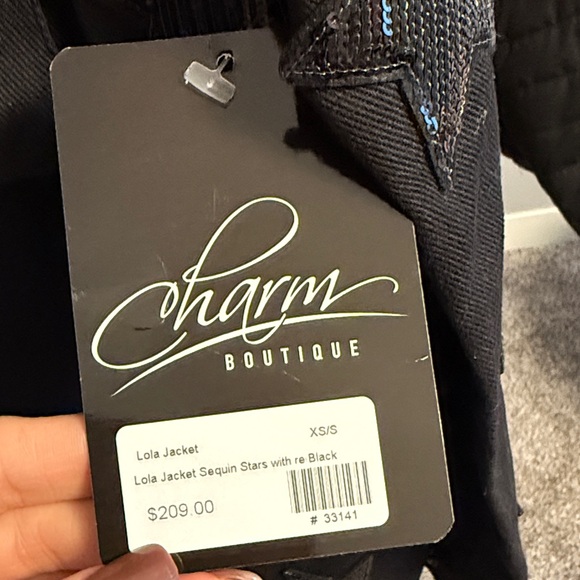 Charm
BOUTIQUE
Lola Jacket XS/S
Lola Jacket Sequin Stars with re Black
$209.00
# 33141